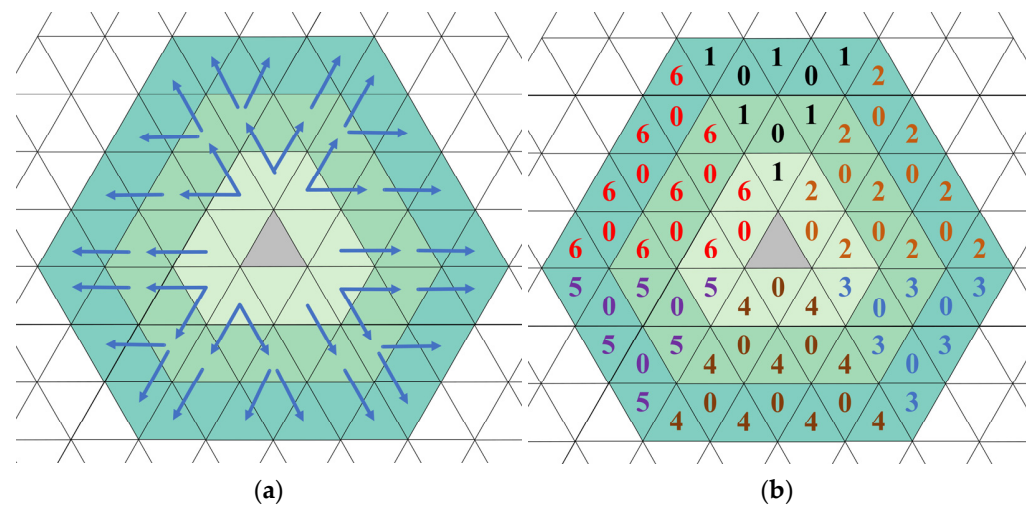 6 1 0 1 0 1 2
6 0 6 1 0 1 2 0 2
6 0 6 0 6 1 2 0 2 0 2
6 0 6 0 6 0 0 2 0 2 0 2
5 0 5 0 5 4 0 4 3 0 3 0 3
5 0 5 4 0 4 0 4 3 0 3
5 4 0 4 0 4 0 4 3
(a) (b)